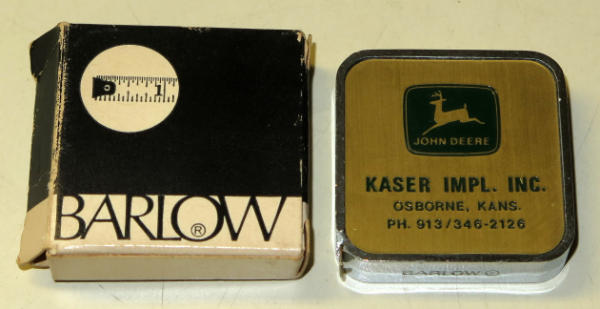 1
BARLOW®
JOHN DEERE
KASER IMPL. INC.
OSBORNE, KANS.
PH. 913/346-2126
BARLOW®